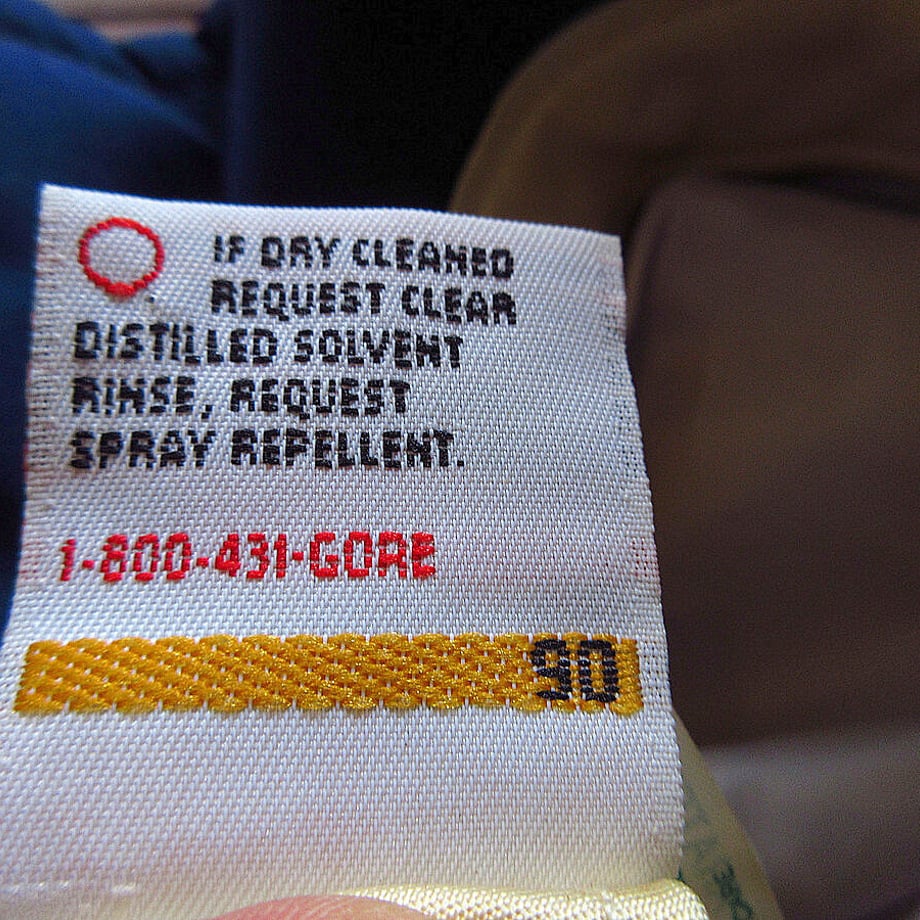 IF DRY CLEANED
REQUEST CLEAR
DISTILLED SOLVENT
RINSE, REQUEST
SPRAY REPELLENT.
1-800-431-GORE
90